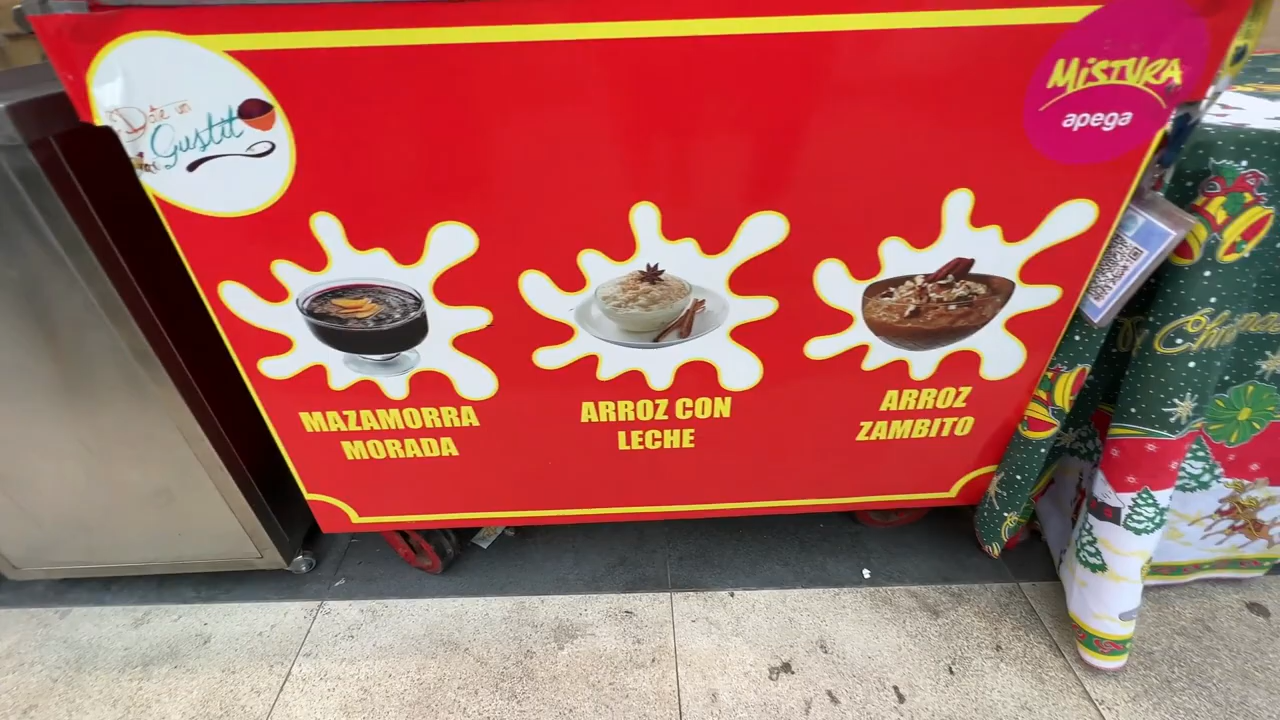 Date un
Gustito
MISTURA
apega
MAZAMORRA
MORADA
ARROZ CON
LECHE
ARROZ
ZAMBITO